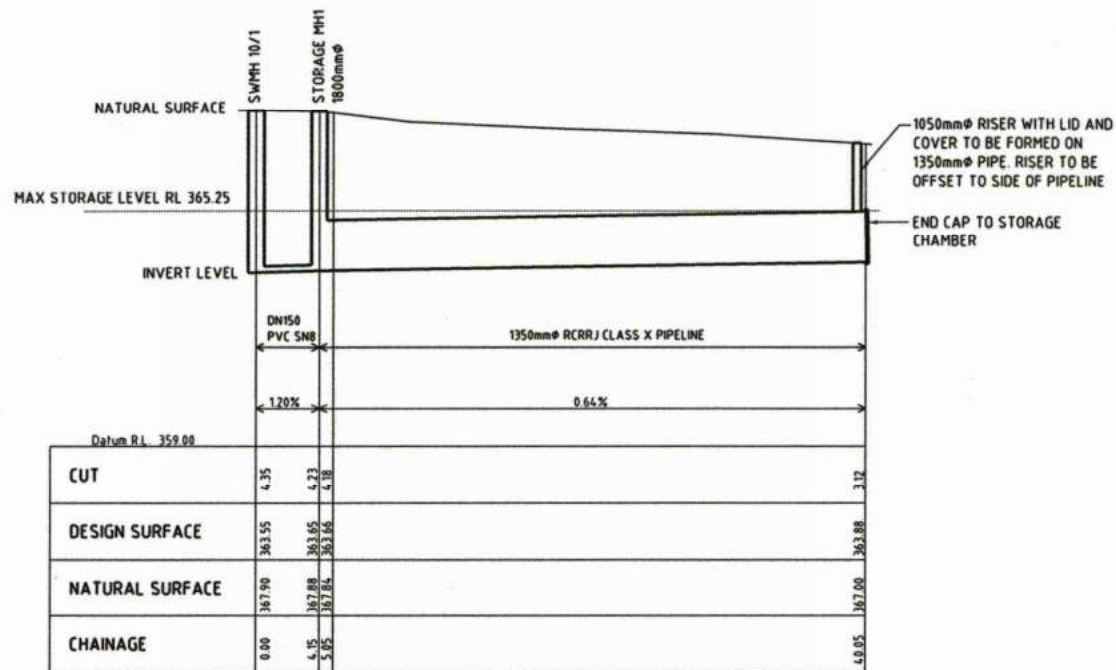 SWMH 10/1
STORAGE MH1
1800mmø
NATURAL SURFACE
1050mmø RISER WITH LID AND
COVER TO BE FORMED ON
1350mmø PIPE. RISER TO BE
OFFSET TO SIDE OF PIPELINE
MAX STORAGE LEVEL RL 365.25
END CAP TO STORAGE
CHAMBER
INVERT LEVEL
DN150
PVC SN8
1350mmø RCRRJ CLASS X PIPELINE
1.20%
0.64%
Datum R.L. 359.00
CUT 4.35 4.23 4.18 3.12
DESIGN SURFACE 363.55 363.65 363.66 363.88
NATURAL SURFACE 367.90 367.88 367.84 367.00
CHAINAGE 0.00 4.15 5.05 40.05